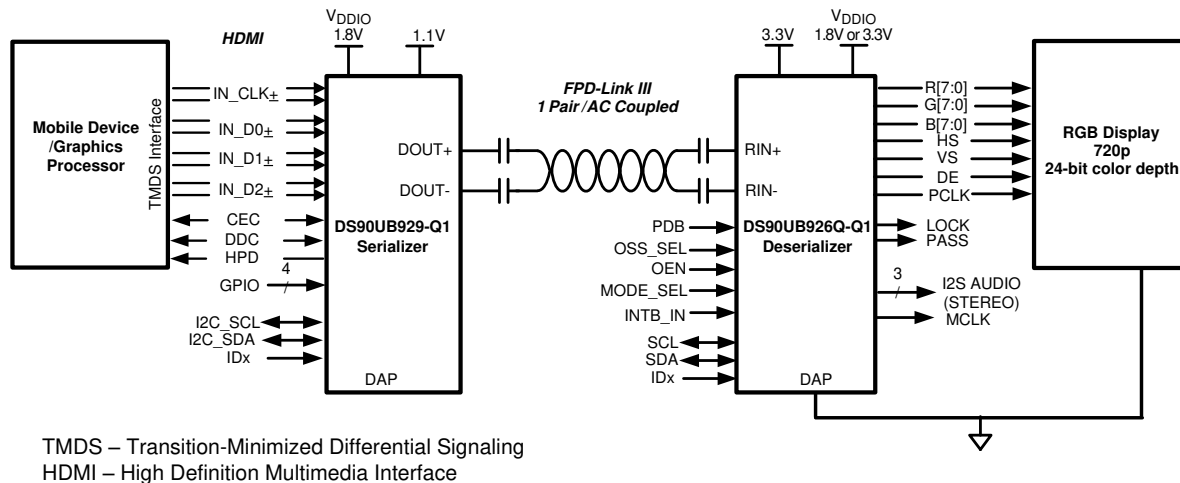 HDMI
VDDIO
1.8V
1.1V
Mobile Device
/Graphics
Processor
TMDS Interface
IN_CLK±
IN_D0±
IN_D1±
IN_D2±
CEC
DDC
HPD
4
GPIO
I2C_SCL
I2C_SDA
IDx
DOUT+
DOUT-
DS90UB929-Q1
Serializer
DAP
FPD-Link III
1 Pair /AC Coupled
3.3V
VDDIO
1.8V or 3.3V
RIN+
RIN-
DS90UB926Q-Q1
Deserializer
DAP
PDB
OSS_SEL
OEN
MODE_SEL
INTB_IN
SCL
SDA
IDx
R[7:0]
G[7:0]
B[7:0]
HS
VS
DE
PCLK
LOCK
PASS
3
I2S AUDIO
(STEREO)
MCLK
RGB Display
720p
24-bit color depth
TMDS – Transition-Minimized Differential Signaling
HDMI – High Definition Multimedia Interface